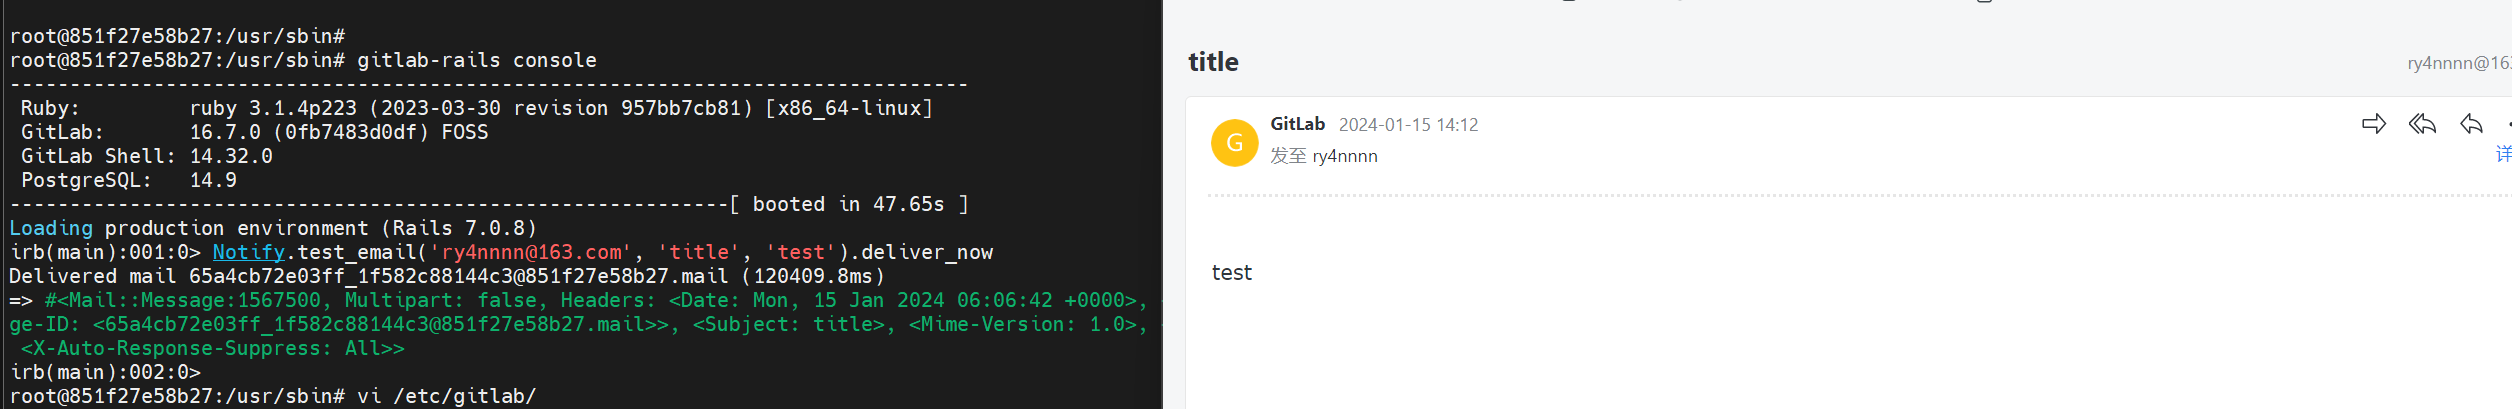 root@851f27e58b27:/usr/sbin#
root@851f27e58b27:/usr/sbin# gitlab-rails console
--------------------------------------------------------------------------------
Ruby:         ruby 3.1.4p223 (2023-03-30 revision 957bb7cb81) [x86_64-linux]
GitLab:       16.7.0 (0fb7483d0df) FOSS
GitLab Shell: 14.32.0
PostgreSQL:   14.9
------------------------------------------------------------[ booted in 47.65s ]
Loading production environment (Rails 7.0.8)
irb(main):001:0> Notify.test_email('ry4nnnn@163.com', 'title', 'test').deliver_now
Delivered mail 65a4cb72e03ff_1f582c88144c3@851f27e58b27.mail (120409.8ms)
=> #<Mail::Message:1567500, Multipart: false, Headers: <Date: Mon, 15 Jan 2024 06:06:42 +0000>,
ge-ID: <65a4cb72e03ff_1f582c88144c3@851f27e58b27.mail>>, <Subject: title>, <Mime-Version: 1.0>,
<X-Auto-Response-Suppress: All>>
irb(main):002:0>
root@851f27e58b27:/usr/sbin# vi /etc/gitlab/
title
ry4nnnn@163
G
GitLab 2024-01-15 14:12
发至 ry4nnnn
详
test